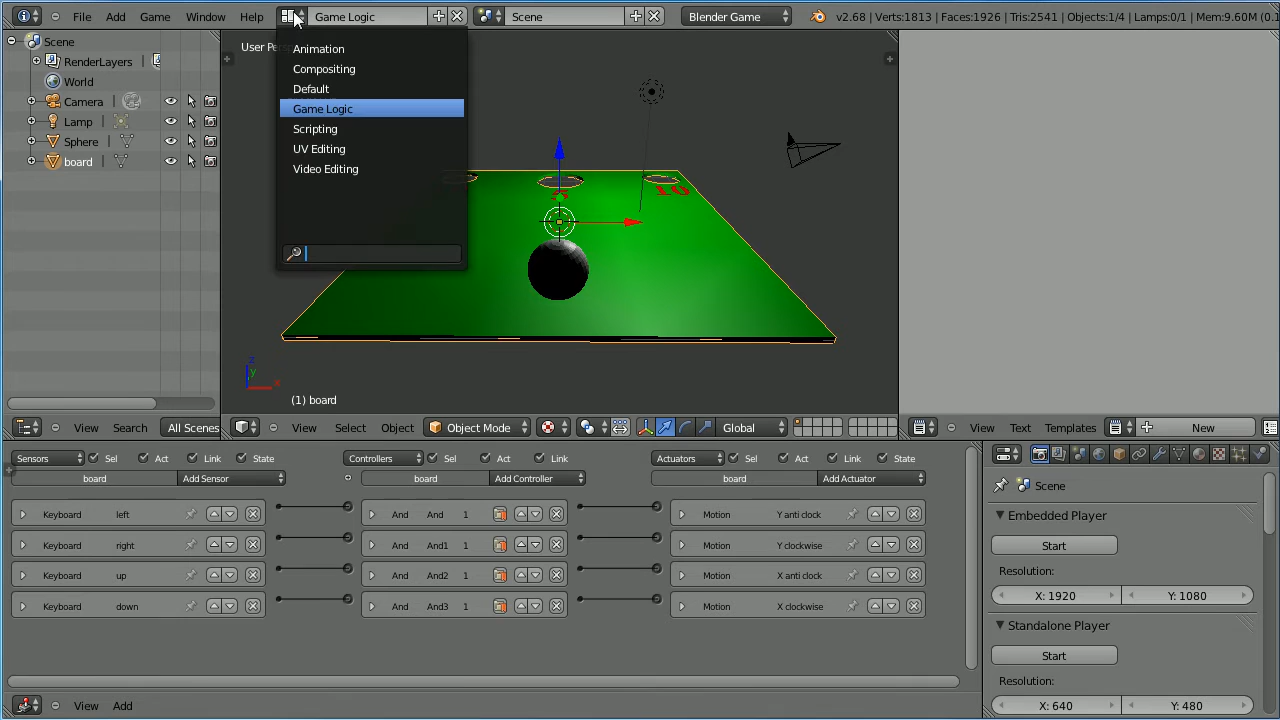 File Add Game Window Help Game Logic Scene Blender Game v2.68 | Verts:1813 | Faces:1926 | Tris:2541 | Objects:1/4 | Lamps:0/1 | Mem:9.60M (0.1
Scene
RenderLayers
World
Camera
Lamp
Sphere
board
View Search All Scenes
User Pe
Animation
Compositing
Default
Game Logic
Scripting
UV Editing
Video Editing
10
z
y
x
(1) board
View Select Object Object Mode Global
View Text Templates New
Sensors Sel Act Link State Controllers Sel Act Link Actuators Sel Act Link State
board Add Sensor board Add Controller board Add Actuator
Keyboard left And And 1 Motion Y anti clock
Keyboard right And And1 1 Motion Y clockwise
Keyboard up And And2 1 Motion X anti clock
Keyboard down And And3 1 Motion X clockwise
View Add
Scene
Embedded Player
Start
Resolution:
X: 1920 Y: 1080
Standalone Player
Start
Resolution:
X: 640 Y: 480